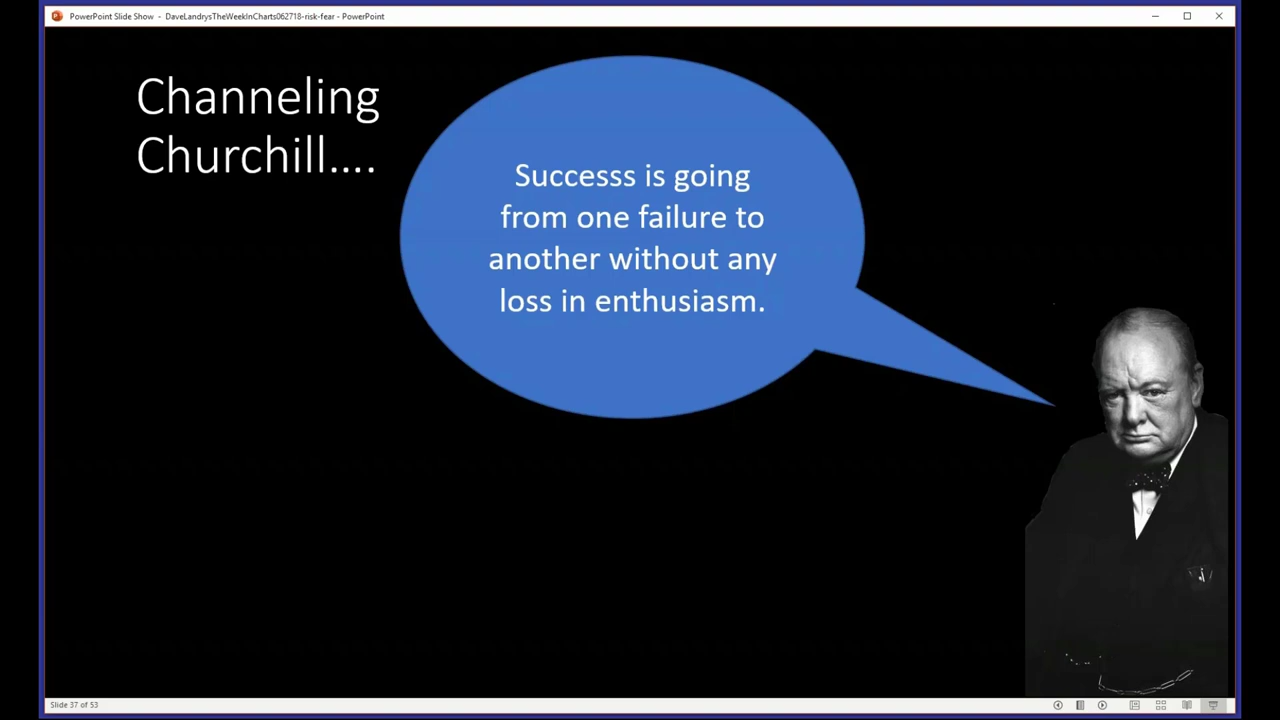 PowerPoint Slide Show - DaveLandrysTheWeekInCharts062718-risk-fear - PowerPoint
Channeling
Churchill....
Successs is going
from one failure to
another without any
loss in enthusiasm.
Slide 37 of 53